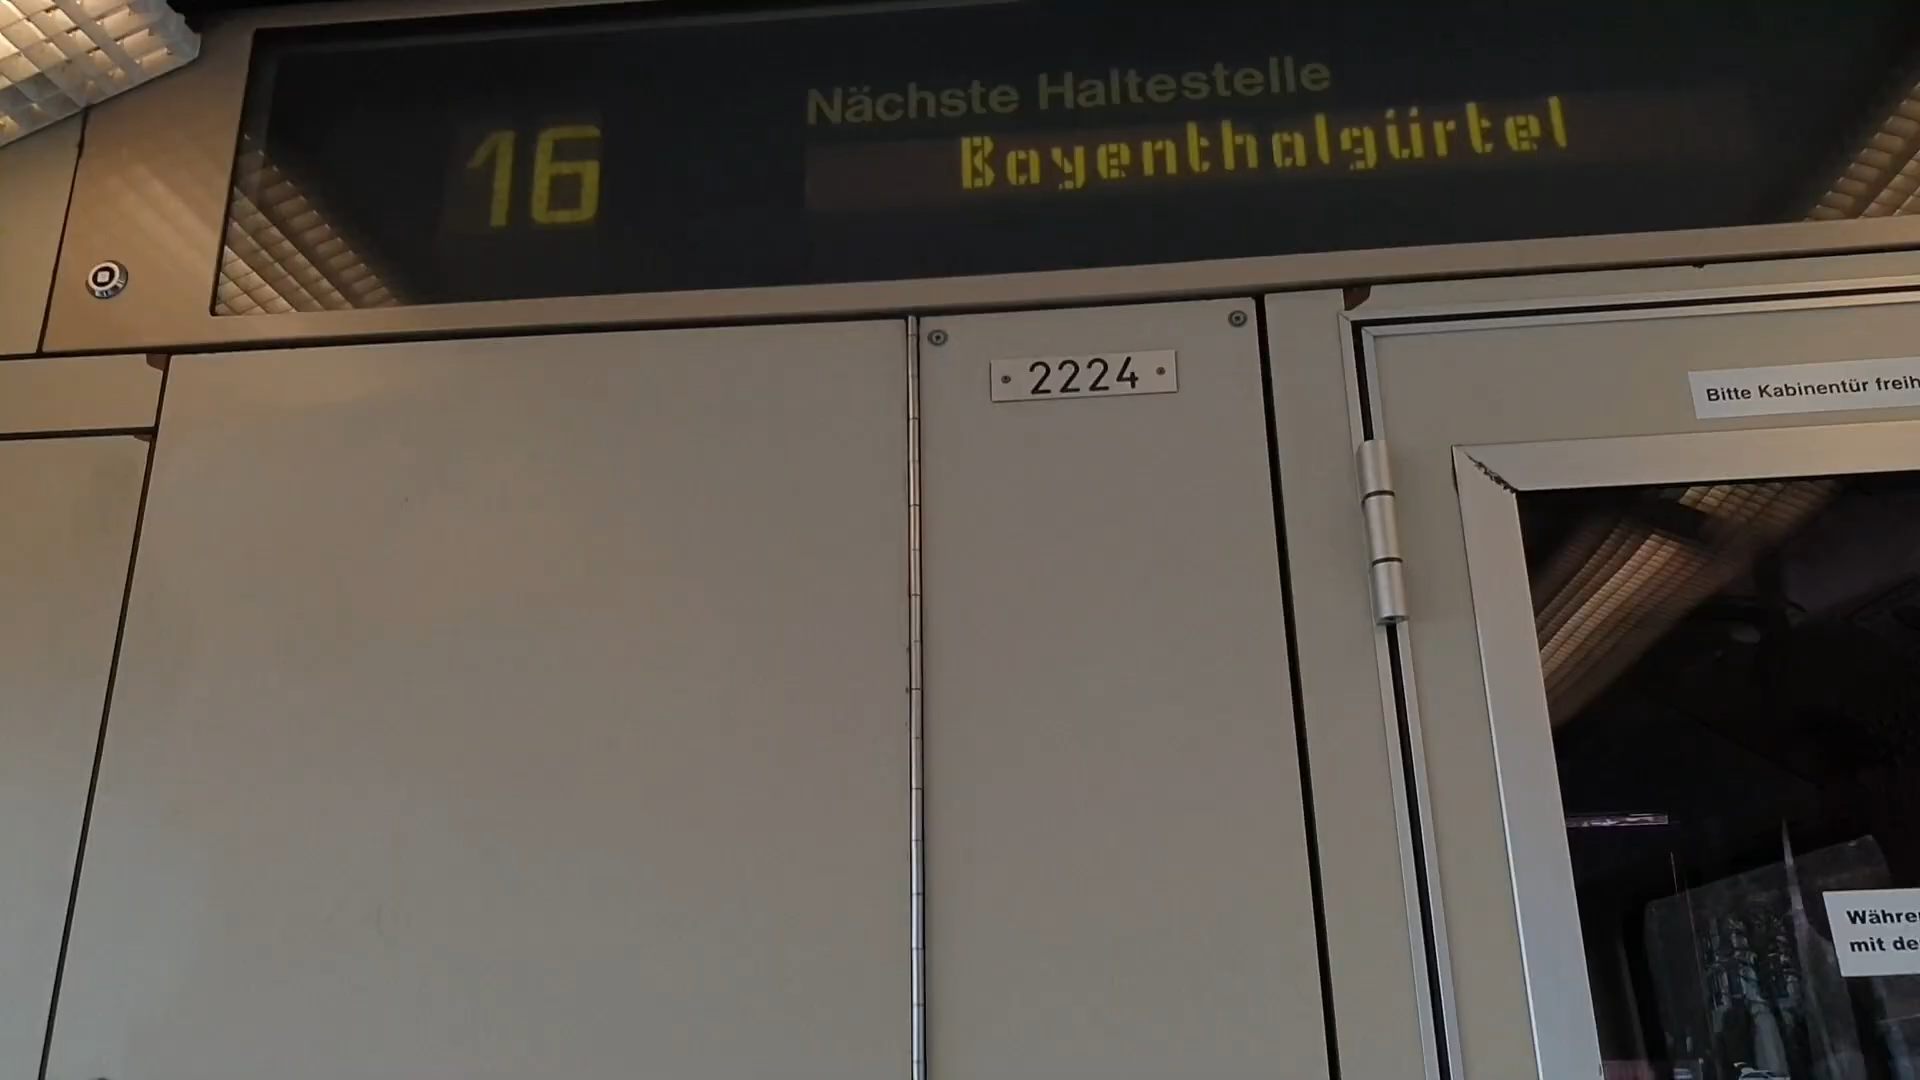 Nächste Haltestelle
16 Bayenthalgürtel
2224
Bitte Kabinentür freih
Währe
mit de